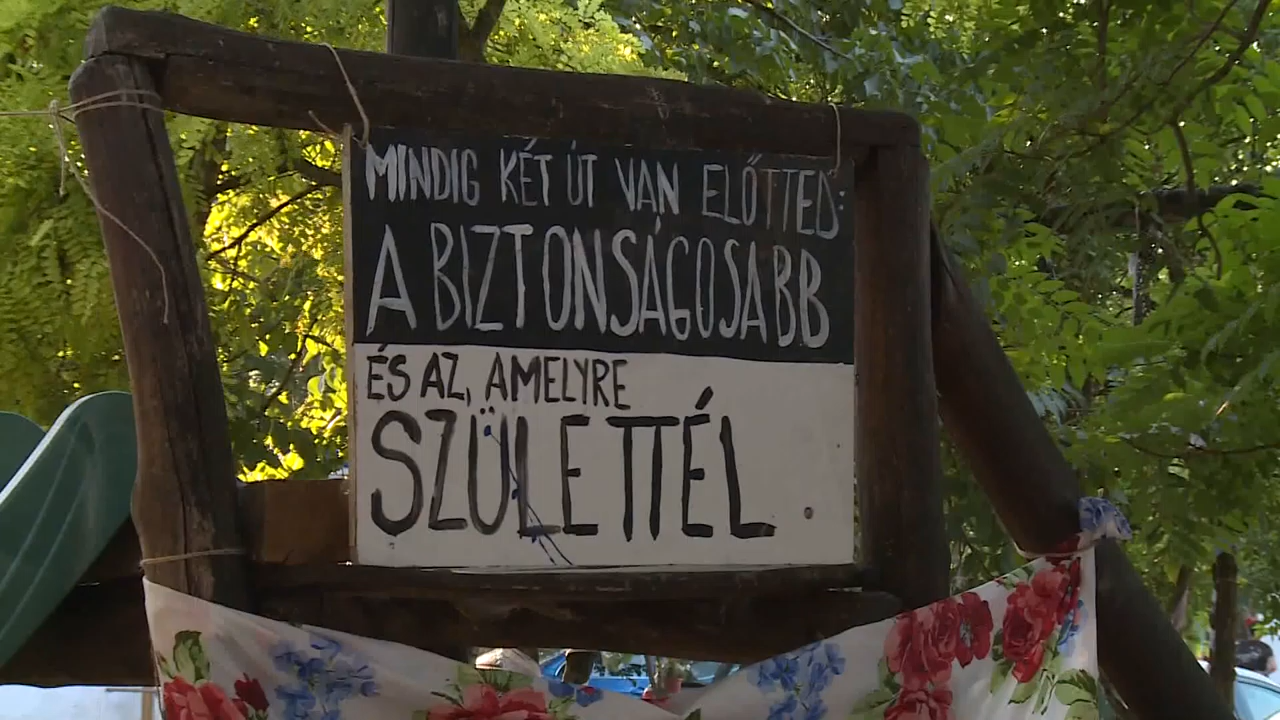 MINDIG KÉT ÚT VAN ELŐTTED:
A BIZTONSÁGOSABB
ÉS AZ, AMELYRE
SZÜLETTÉL.